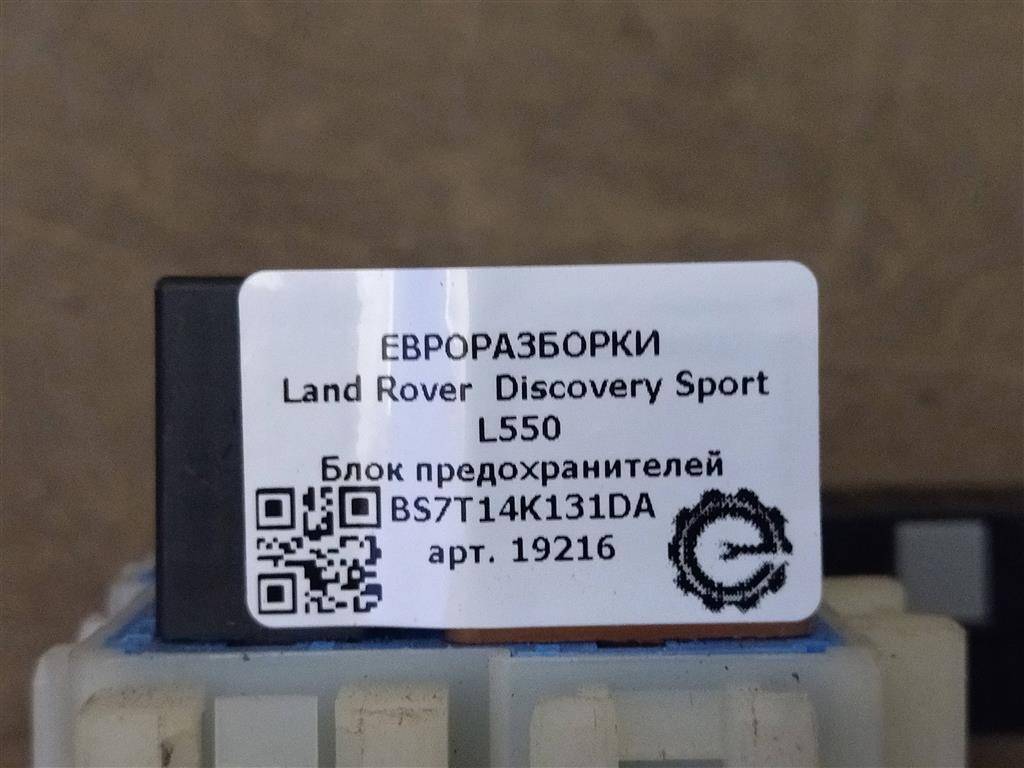 ЕВРОРАЗБОРКИ
Land Rover Discovery Sport
L550
Блок предохранителей
BS7T14K131DA
арт. 19216